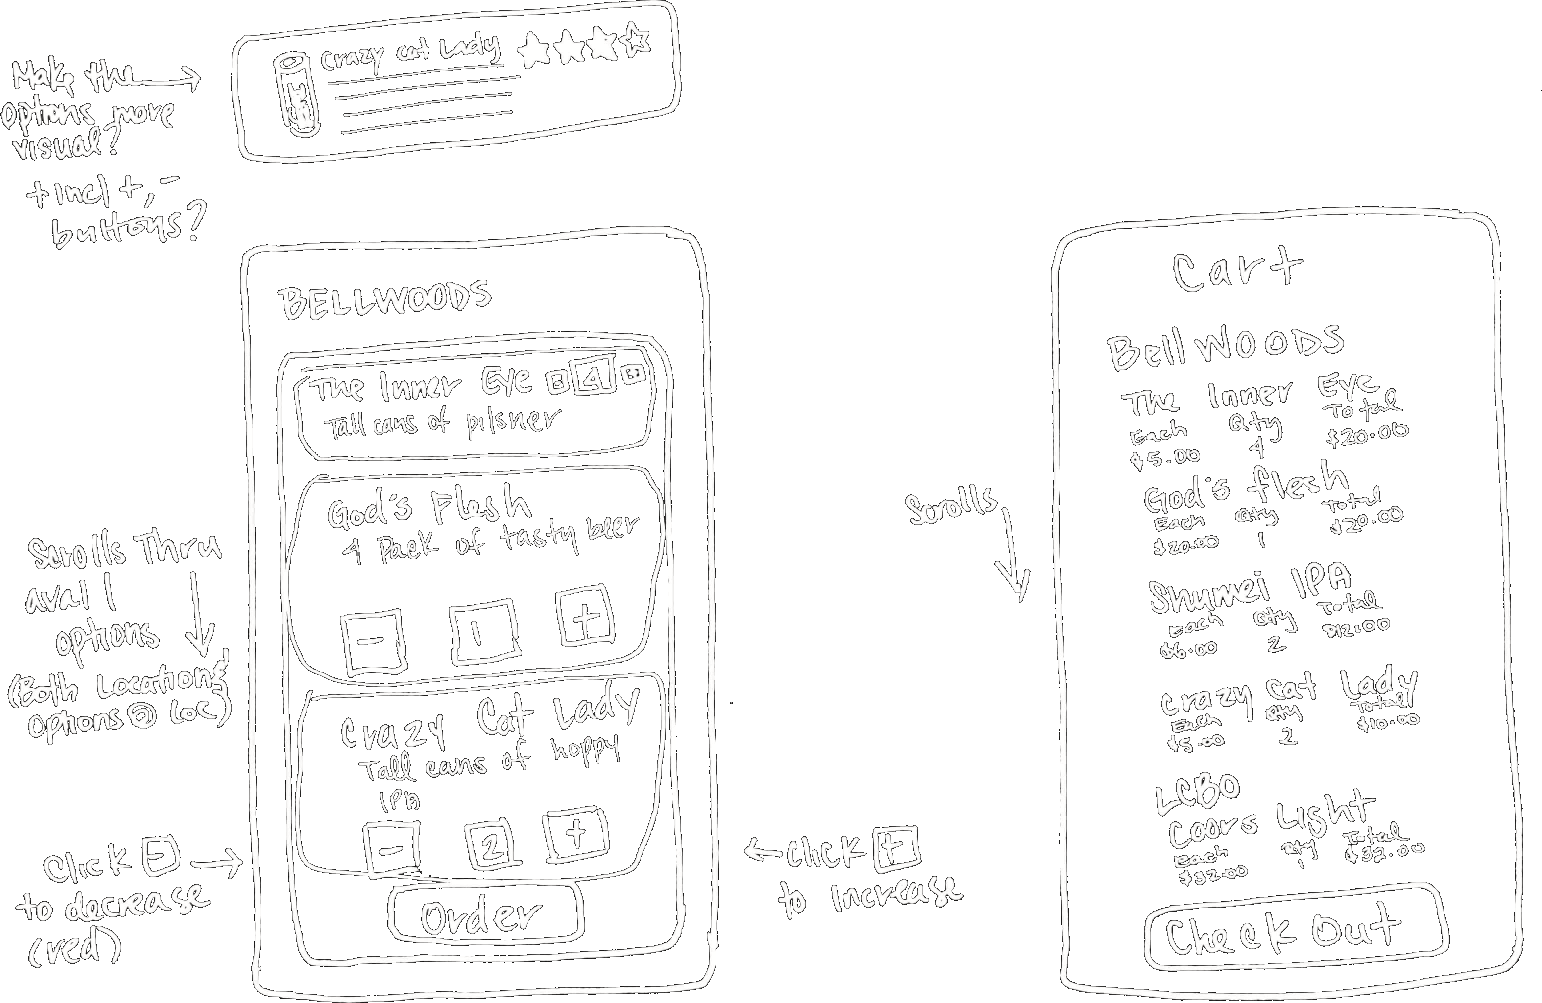 Make the
options more
visual?
+ incl +, -
buttons?
Crazy Cat Lady
BELLWOODS
The Inner Eye
4
Tall cans of pilsner
God's Flesh
4 Pack of tasty beer
- 1 +
Crazy Cat Lady
Tall cans of hoppy
IPA
- 2 +
Order
Scrolls Thru
avail
options
(Both Location &
options @ Loc)
Click -
to decrease
(red)
Click +
to increase
Scrolls
Cart
Bellwoods
The Inner Eye
Each Qty Total
$5.00 4 $20.00
God's flesh
Each Qty Total
$20.00 1 $20.00
Shumei IPA
Each Qty Total
$6.00 2 $12.00
Crazy Cat Lady
Each Qty Total
$5.00 2 $10.00
LCBO
Coors Light
Each Qty Total
$32.00 1 $32.00
Check Out